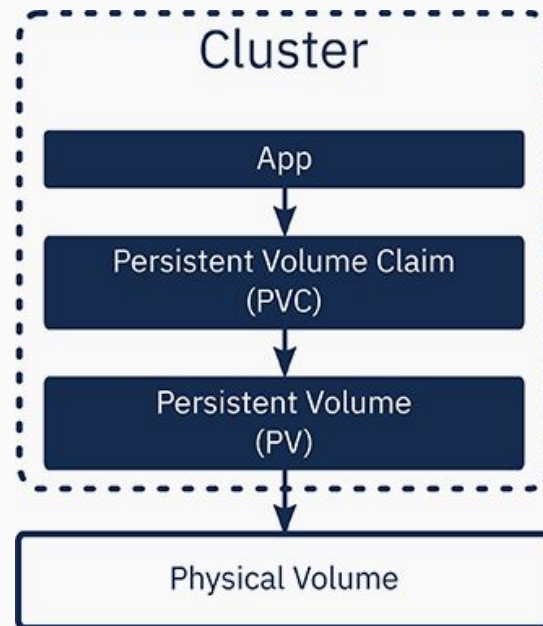 Cluster
App
Persistent Volume Claim
(PVC)
Persistent Volume
(PV)
Physical Volume